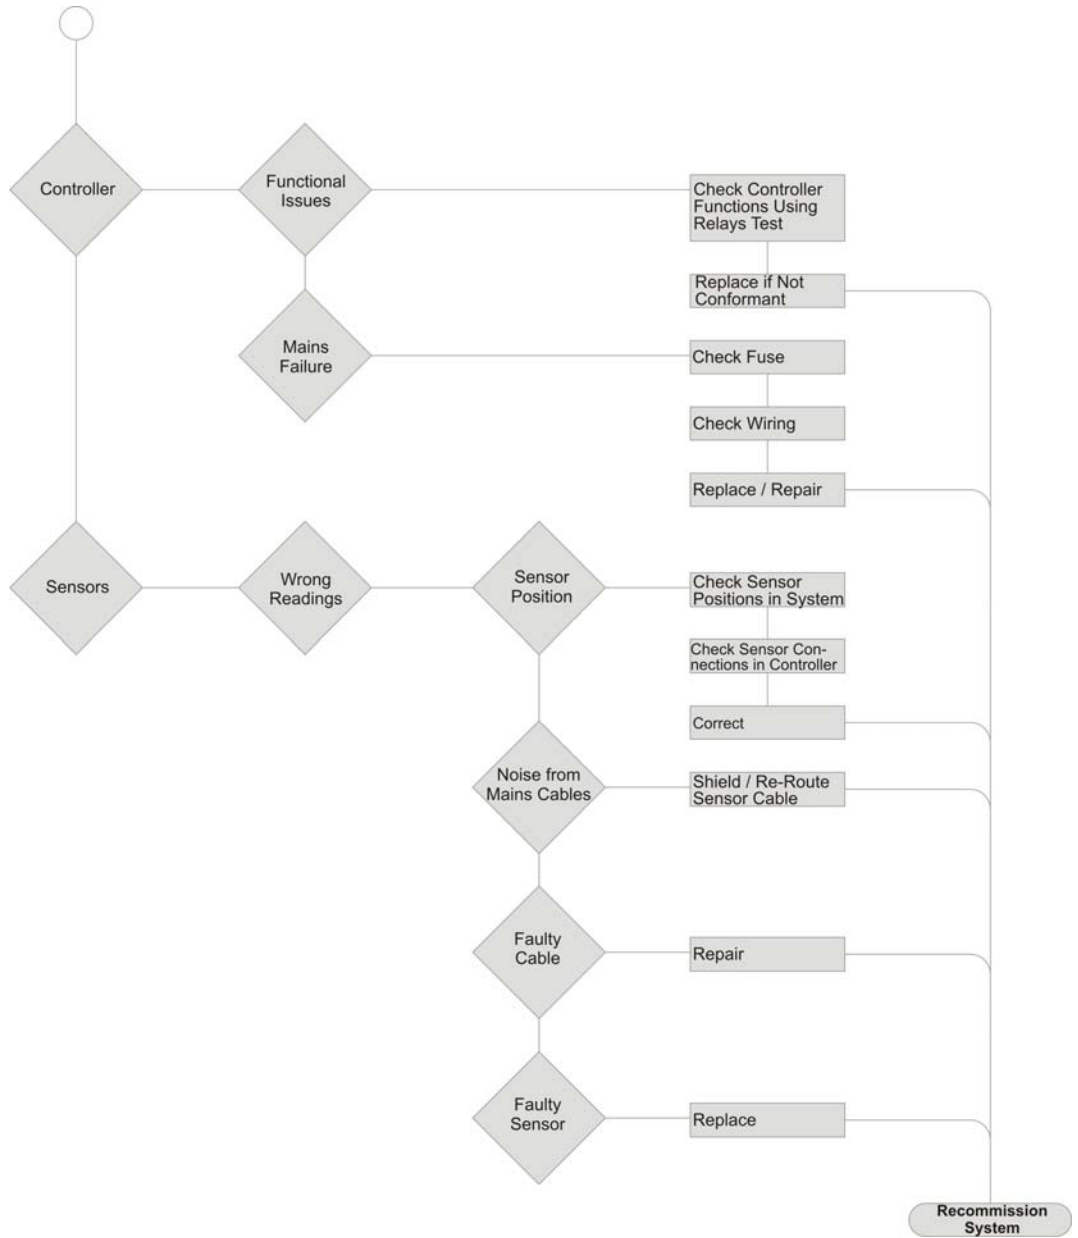 Controller
Functional
Issues
Check Controller
Functions Using
Relays Test
Replace if Not
Conformant
Mains
Failure
Check Fuse
Check Wiring
Replace / Repair
Sensors
Wrong
Readings
Sensor
Position
Check Sensor
Positions in System
Check Sensor Con-
nections in Controller
Correct
Noise from
Mains Cables
Shield / Re-Route
Sensor Cable
Faulty
Cable
Repair
Faulty
Sensor
Replace
Recommission
System